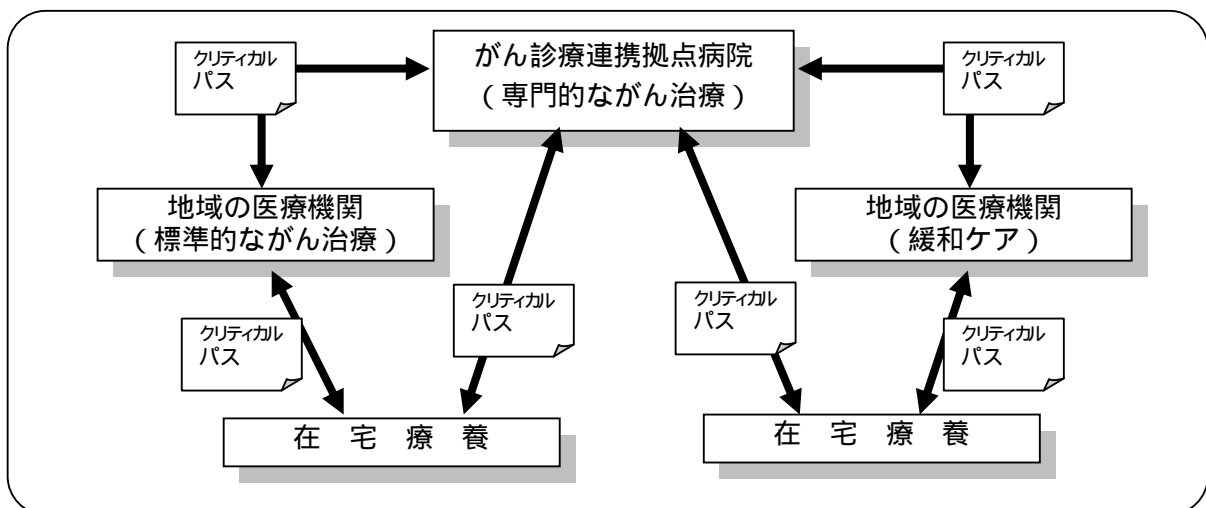 クリティカル
パス
がん診療連携拠点病院
（専門的ながん治療）
クリティカル
パス
地域の医療機関
（標準的ながん治療）
地域の医療機関
（緩和ケア）
クリティカル
パス
クリティカル
パス
クリティカル
パス
クリティカル
パス
在　宅　療　養
在　宅　療　養